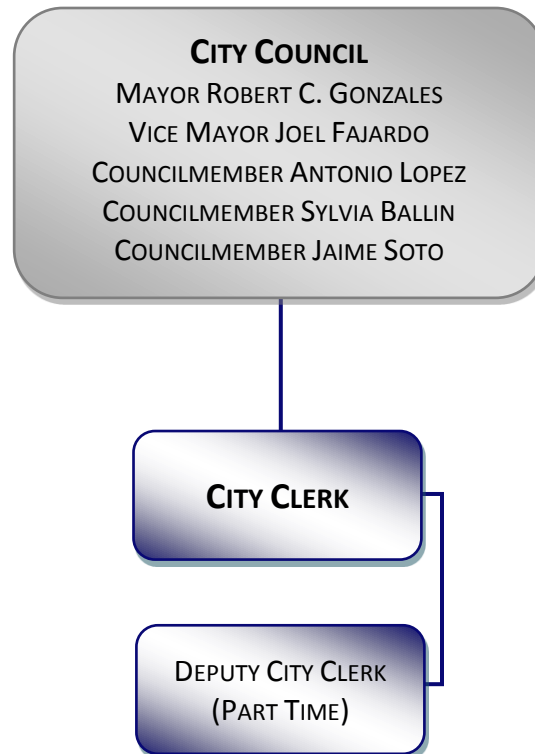 CITY COUNCIL
MAYOR ROBERT C. GONZALES
VICE MAYOR JOEL FAJARDO
COUNCILMEMBER ANTONIO LOPEZ
COUNCILMEMBER SYLVIA BALLIN
COUNCILMEMBER JAIME SOTO
CITY CLERK
DEPUTY CITY CLERK
(PART TIME)